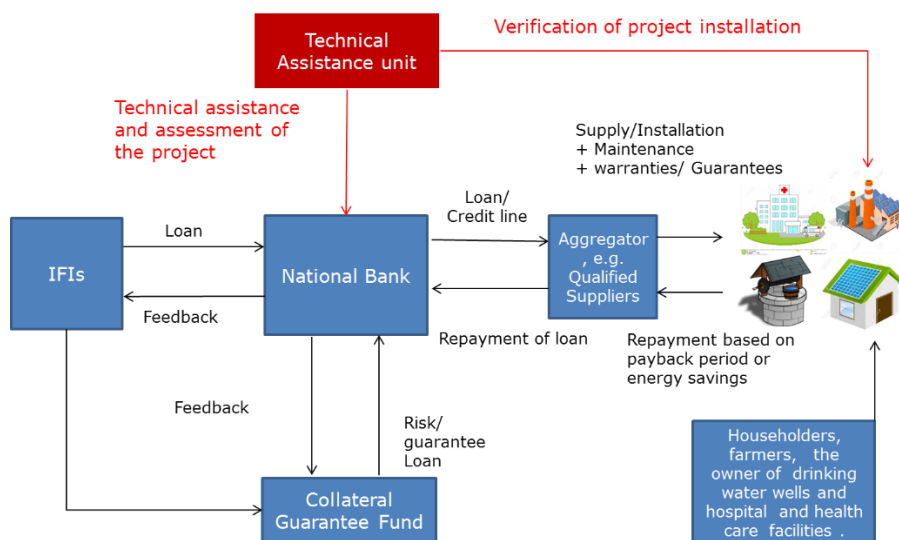 Technical
Assistance unit
Verification of project installation
Technical assistance
and assessment of
the project
Supply/Installation
+ Maintenance
+ warranties/ Guarantees
IFIs
Loan
National Bank
Loan/
Credit line
Aggregator
, e.g.
Qualified
Suppliers
Feedback
Repayment of loan
Repayment based on
payback period or
energy savings
Feedback
Risk/
guarantee
Loan
Collateral
Guarantee Fund
Householders,
farmers, the
owner of drinking
water wells and
hospital and health
care facilities .